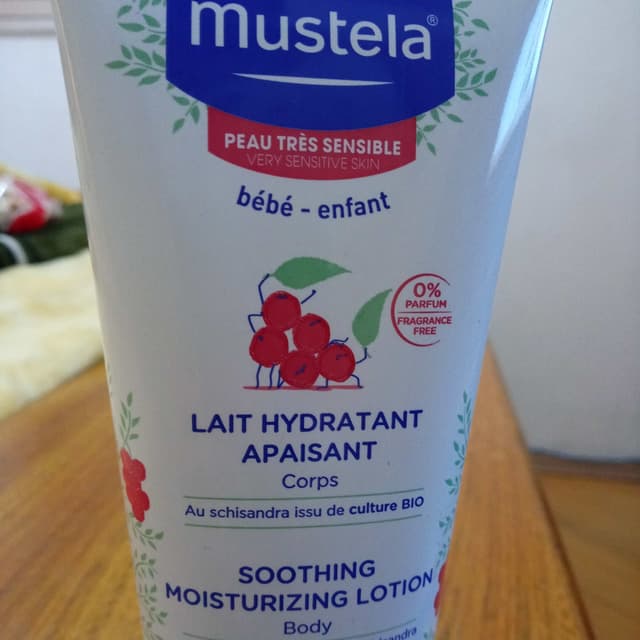 mustela®
PEAU TRÈS SENSIBLE
VERY SENSITIVE SKIN
bébé - enfant
0%
PARFUM
FRAGRANCE
FREE
LAIT HYDRATANT
APAISANT
Corps
Au schisandra issu de culture BIO
SOOTHING
MOISTURIZING LOTION
Body
schisandra